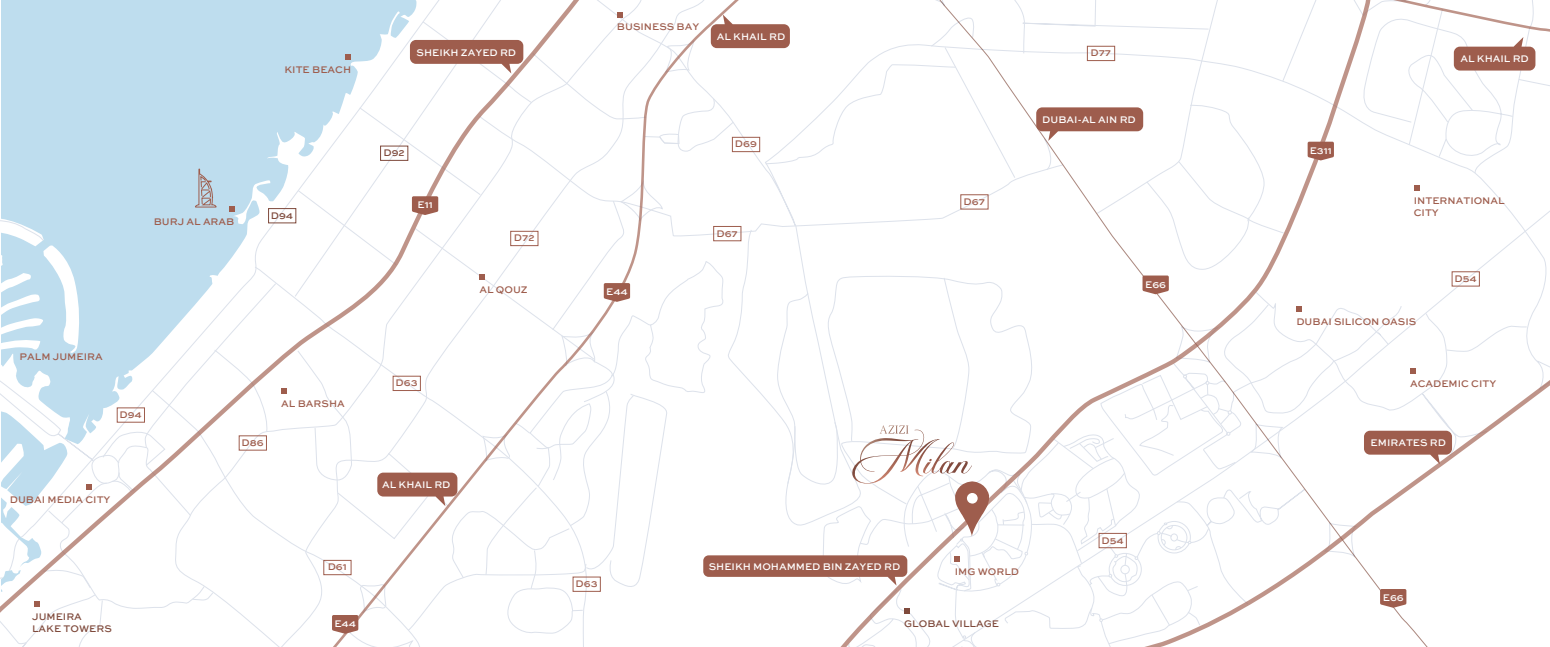 BUSINESS BAY
AL KHAIL RD
SHEIKH ZAYED RD
D77
AL KHAIL RD
KITE BEACH
DUBAI-AL AIN RD
D69
D92
E311
BURJ AL ARAB
D94
E11
D67
INTERNATIONAL
CITY
D72
D67
AL QOUZ
E44
E66
D54
DUBAI SILICON OASIS
PALM JUMEIRA
D63
ACADEMIC CITY
AL BARSHA
D94
D86
AZIZI
Milan
EMIRATES RD
AL KHAIL RD
DUBAI MEDIA CITY
D54
D61
SHEIKH MOHAMMED BIN ZAYED RD
IMG WORLD
D63
E66
JUMEIRA
LAKE TOWERS
E44
GLOBAL VILLAGE